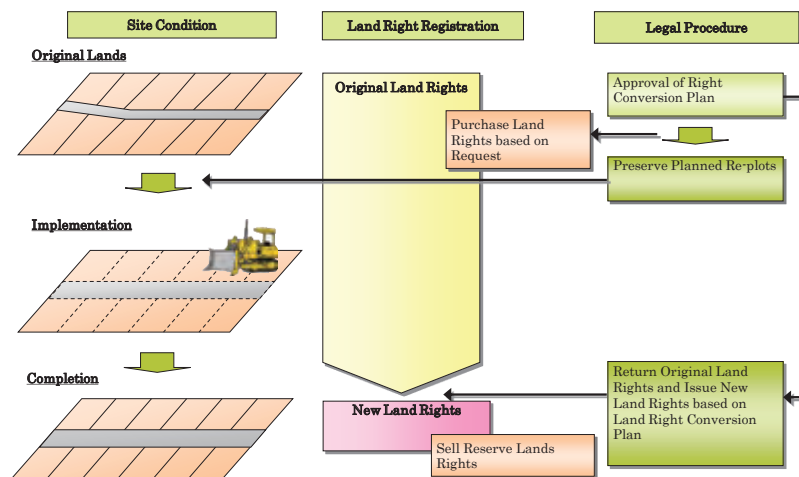 Site Condition
Land Right Registration
Legal Procedure
Original Lands
Original Land Rights
Approval of Right
Conversion Plan
Purchase Land
Rights based on
Request
Preserve Planned Re-plots
Implementation
Completion
Return Original Land
Rights and Issue New
Land Rights based on
Land Right Conversion
Plan
New Land Rights
Sell Reserve Lands
Rights